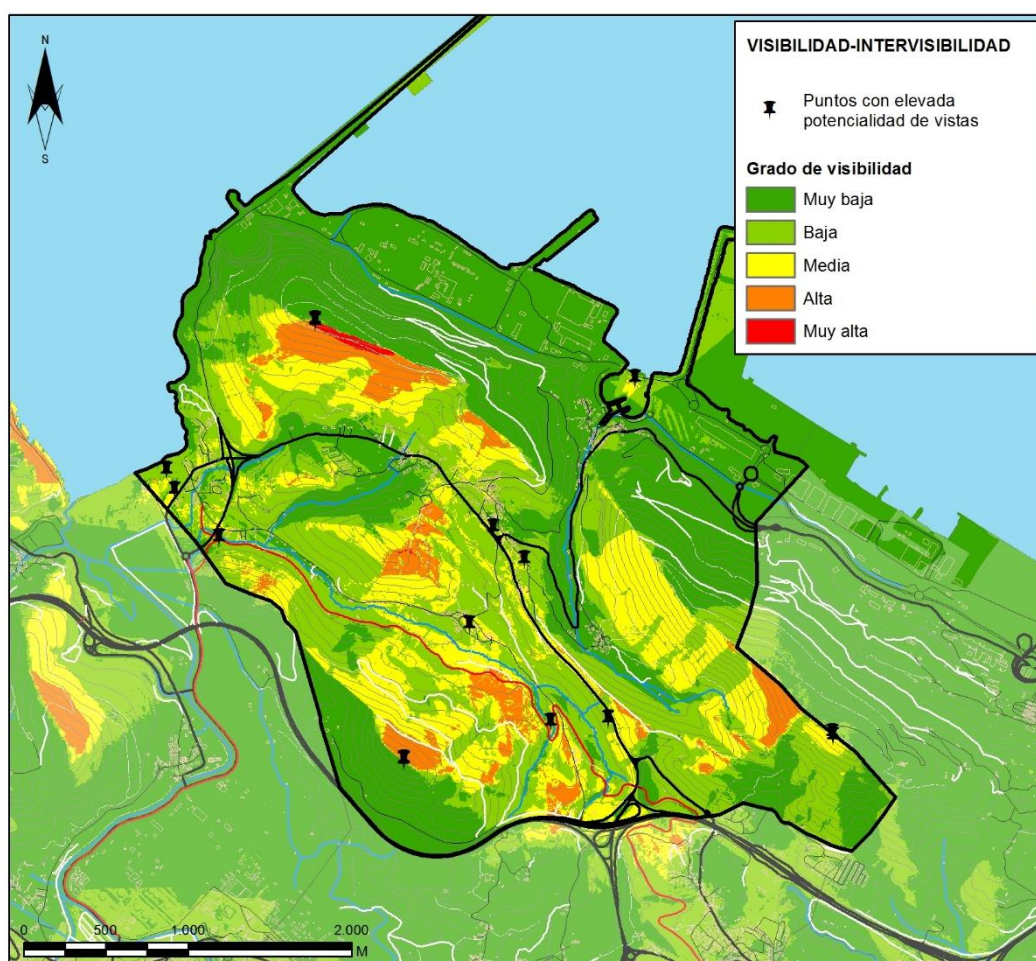 N
S
VISIBILIDAD-INTERVISIBILIDAD
Puntos con elevada
potencialidad de vistas
Grado de visibilidad
Muy baja
Baja
Media
Alta
Muy alta
0 500 1.000 2.000
M